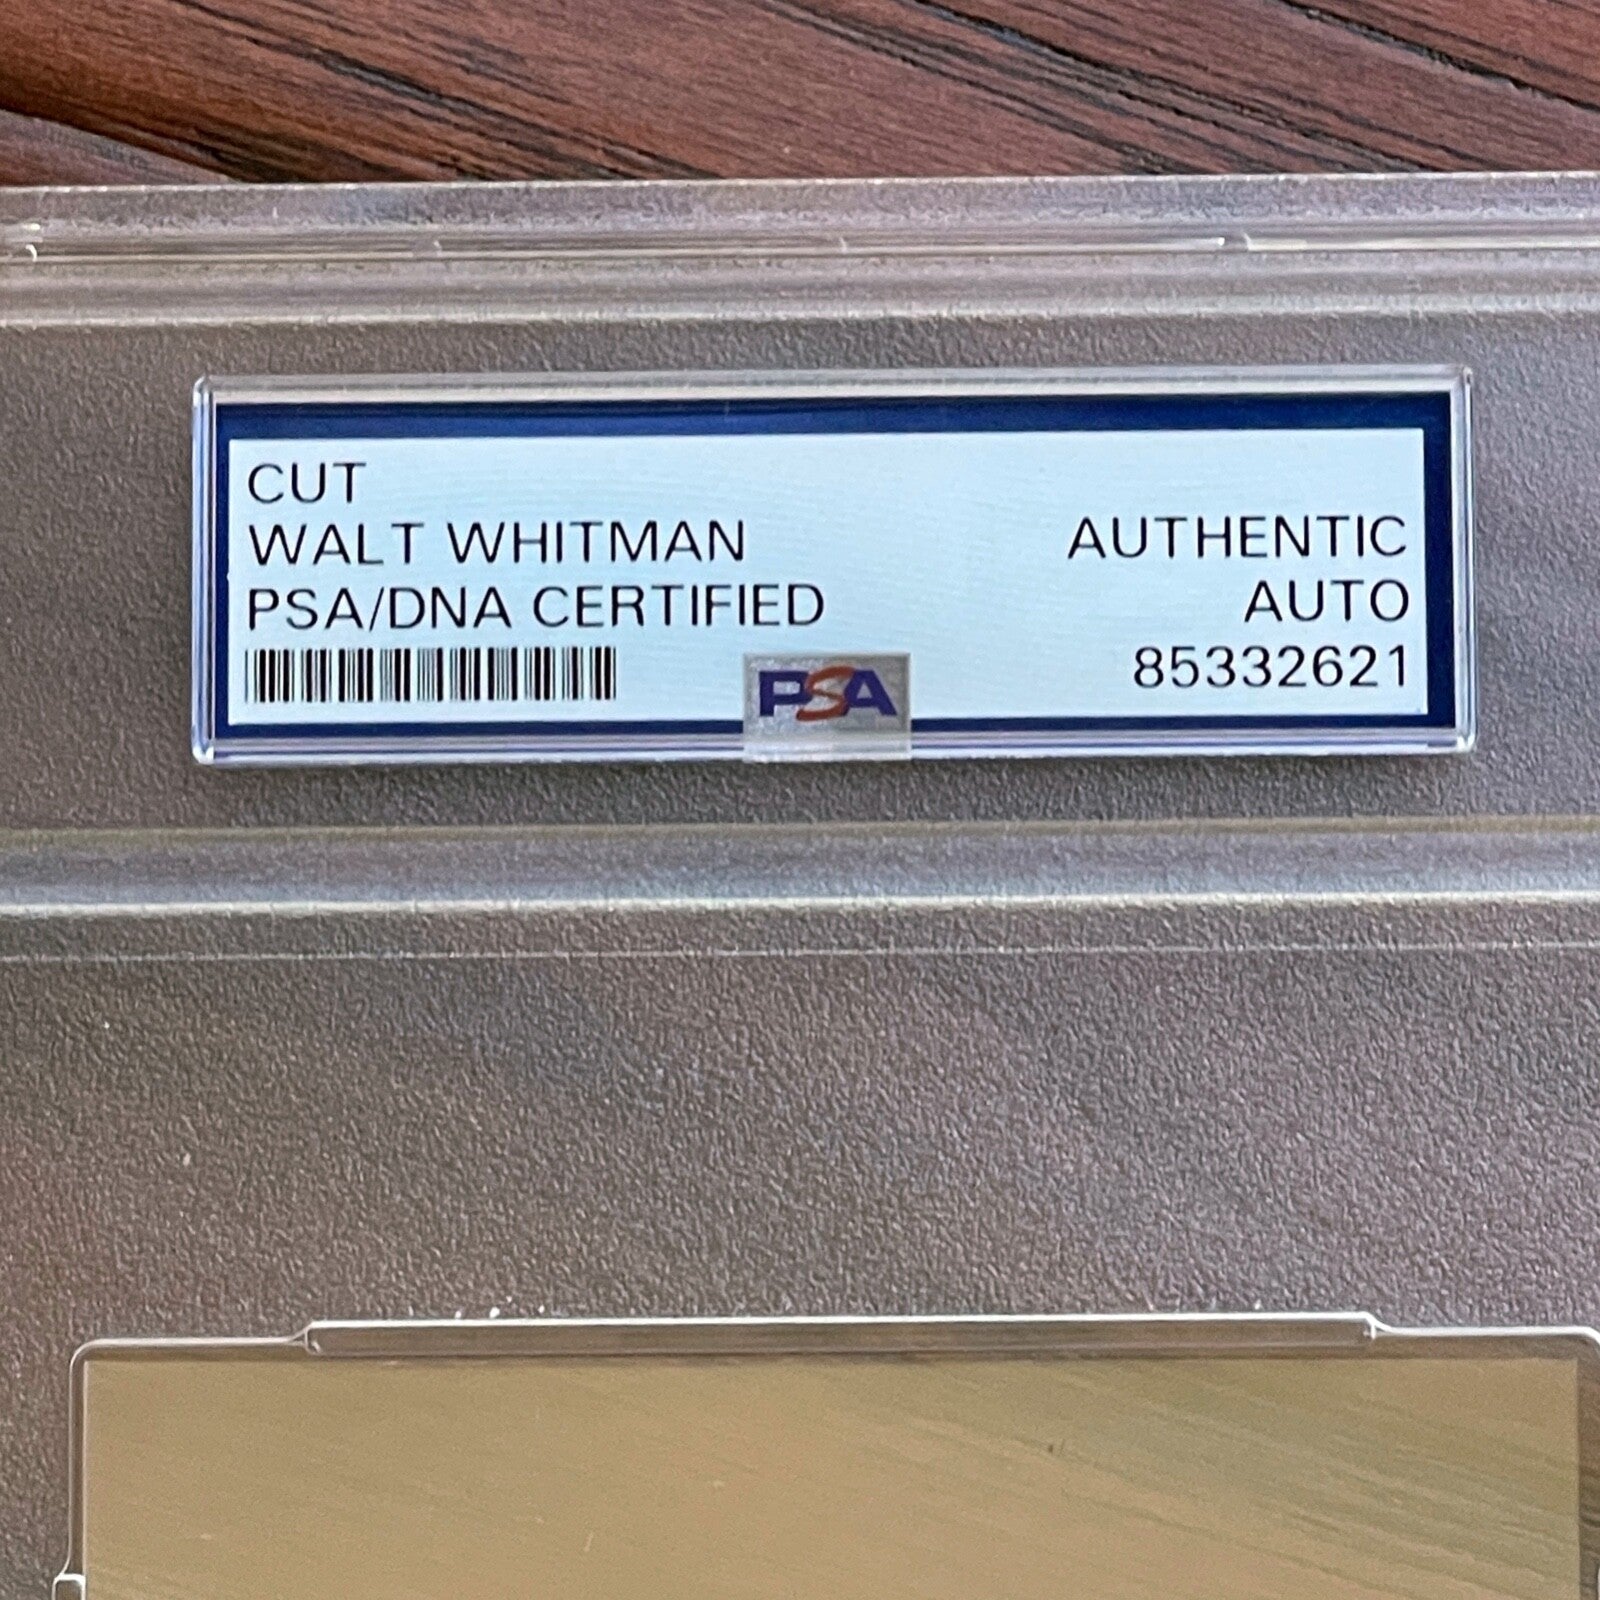 CUT
WALT WHITMAN
PSA/DNA CERTIFIED
AUTHENTIC
AUTO
85332621
PSA